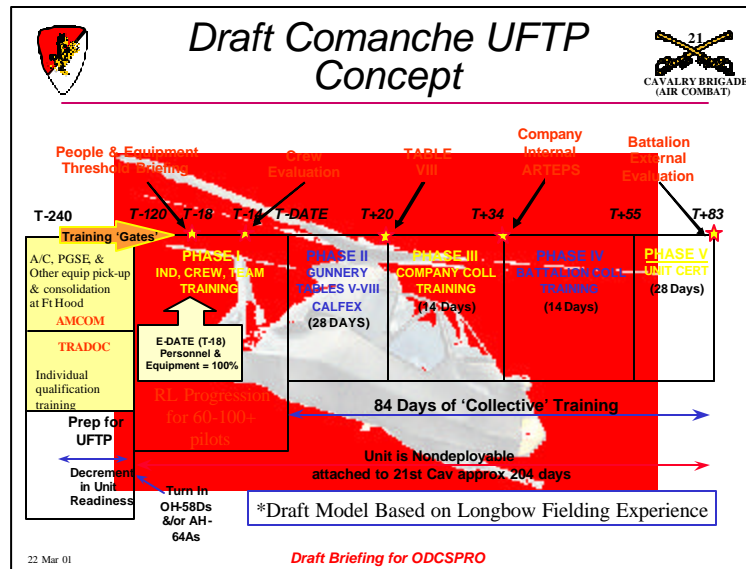 Draft Comanche UFTP
Concept
21
CAVALRY BRIGADE
(AIR COMBAT)
People & Equipment
Threshold Briefing
Crew
Evaluation
TABLE
VIII
Company
Internal
ARTEPS
Battalion
External
Evaluation
T-240
T-120
T-18
T-14
T-DATE
T+20
T+34
T+55
T+83
Training 'Gates'
A/C, PGSE, &
Other equip pick-up
& consolidation
at Ft Hood
AMCOM
TRADOC
Individual
qualification
training
PHASE I
IND, CREW, TEAM
TRAINING
E-DATE (T-18)
Personnel &
Equipment = 100%
RL Progression
for 60-100+
pilots
PHASE II
GUNNERY
TABLES V-VIII
CALFEX
(28 DAYS)
PHASE III
COMPANY COLL
TRAINING
(14 Days)
PHASE IV
BATTALION COLL
TRAINING
(14 Days)
PHASE V
UNIT CERT
(28 Days)
84 Days of 'Collective' Training
Prep for
UFTP
Decrement
in Unit
Readiness
Unit is Nondeployable
attached to 21st Cav approx 204 days
Turn In
OH-58Ds
&/or AH-
64As
*Draft Model Based on Longbow Fielding Experience
22 Mar 01
Draft Briefing for ODCSPRO